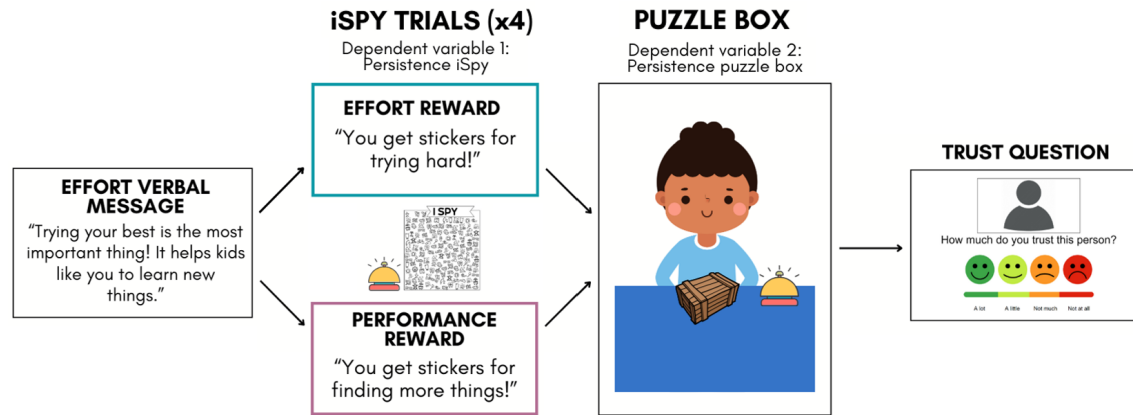 EFFORT VERBAL
MESSAGE
“Trying your best is the most
important thing! It helps kids
like you to learn new
things.”
iSPY TRIALS (x4)
Dependent variable 1:
Persistence iSpy
EFFORT REWARD
“You get stickers for
trying hard!”
I SPY
PERFORMANCE
REWARD
“You get stickers for
finding more things!”
PUZZLE BOX
Dependent variable 2:
Persistence puzzle box
TRUST QUESTION
How much do you trust this person?
A lot
A little
Not much
Not at all